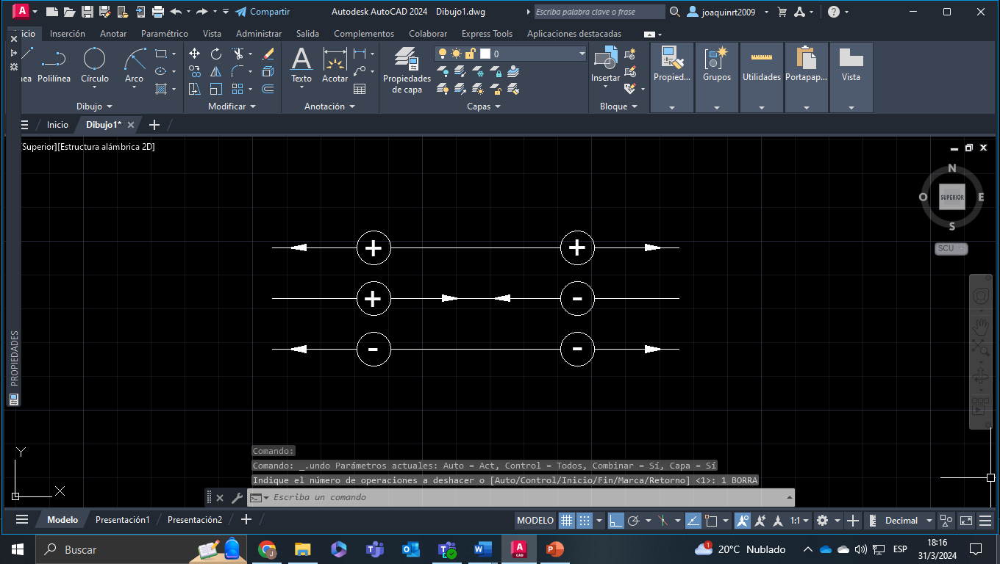 Compartir
Autodesk AutoCAD 2024 Dibujo1.dwg
Escriba palabra clave o frase
joaquinrt2009
Inserción Anotar Paramétrico Vista Administrar Salida Complementos Colaborar Express Tools Aplicaciones destacadas
Polilínea Círculo Arco
Dibujo
Modificar
Texto Acotar
Anotación
Propiedades
de capa
0
Capas
Insertar
Bloque
Propied... Grupos Utilidades Portapap... Vista
Inicio Dibujo1*
Superior][Estructura alámbrica 2D]
N
O SUPERIOR E
S
SCU
+ +
+ -
- -
PROPIEDADES
Y
X
Comando:
Comando: _.undo Parámetros actuales: Auto = Act, Control = Todos, Combinar = Sí, Capa = Sí
Indique el número de operaciones a deshacer o [Auto/Control/Inicio/Fin/Marca/Retorno] <1>: 1 BORRA
Escriba un comando
Modelo Presentación1 Presentación2
MODELO 1:1 Decimal
Buscar
1 20°C Nublado ESP
18:16
31/3/2024